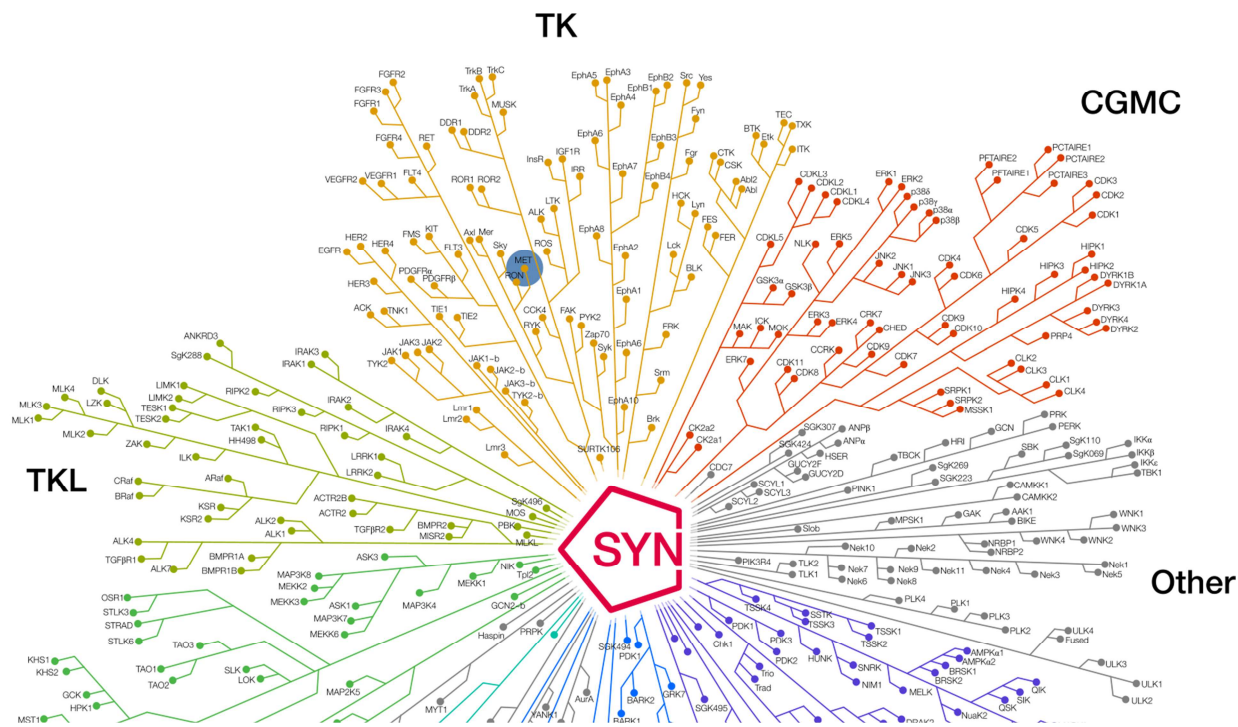 TK
CGMC
TKL
Other
SYN
FGFR2
FGFR3
FGFR1
FGFR4
RET
VEGFR2
VEGFR1
FLT4
TrkB
TrkC
TrkA
MUSK
DDR1
DDR2
ROR1
ROR2
InsR
IGF1R
IRR
LTK
ALK
ROS
HER2
EGFR
HER4
HER3
FMS
KIT
FLT3
PDGFRα
PDGFRβ
Axl
Mer
Sky
MET
RON
ACK
TNK1
TIE1
TIE2
JAK1
JAK3
JAK2
TYK2
JAK1~b
JAK2~b
JAK3~b
TYK2~b
CCK4
RYK
FAK
PYK2
Zap70
Syk
Lmr1
Lmr2
Lmr3
SURTK106
EphA5
EphA3
EphA4
EphA6
EphA7
EphA8
EphA2
EphA1
EphA6
EphA10
EphB2
EphB1
EphB3
EphB4
Src
Yes
Fyn
Fgr
HCK
Lyn
Lck
BLK
FRK
Srm
Brk
CTK
CSK
Abl2
Abl
FES
FER
BTK
Etk
TEC
TXK
ITK
CDKL3
CDKL2
CDKL1
CDKL4
CDKL5
ERK1
ERK2
p38δ
p38γ
p38α
p38β
NLK
ERK5
JNK2
JNK1
JNK3
GSK3α
GSK3β
MAK
ICK
MOK
ERK3
ERK4
ERK7
CRK7
CHED
CCRK
CDK9
CDK7
CDK11
CDK8
CDK9
CDK10
CDK4
CDK6
CDK5
PFTAIRE2
PFTAIRE1
PCTAIRE1
PCTAIRE2
PCTAIRE3
CDK3
CDK2
CDK1
HIPK1
HIPK2
HIPK3
HIPK4
DYRK1B
DYRK1A
DYRK3
DYRK4
DYRK2
PRP4
CLK2
CLK3
CLK1
CLK4
SRPK1
SRPK2
MSSK1
CK2a2
CK2a1
ANKRD3
SgK288
IRAK3
IRAK1
IRAK2
IRAK4
DLK
MLK4
LZK
MLK3
MLK1
MLK2
LIMK1
LIMK2
TESK1
TESK2
RIPK2
RIPK3
RIPK1
TAK1
HH498
ZAK
ILK
LRRK1
LRRK2
CRaf
BRaf
ARaf
KSR
KSR2
ACTR2B
ACTR2
ALK2
ALK1
TGFβR2
BMPR2
MISR2
ALK4
TGFβR1
ALK7
BMPR1A
BMPR1B
SgK496
MOS
PBK
MLKL
CDC7
SGK307
SGK424
ANPβ
ANPα
HSER
GUCY2F
GUCY2D
SCYL1
SCYL3
SCYL2
TBCK
PINK1
HRI
GCN
PRK
PERK
SgK269
SGK223
SBK
SgK110
SgK069
IKKα
IKKβ
IKKε
TBK1
CAMKK1
CAMKK2
Slob
MPSK1
GAK
AAK1
BIKE
WNK1
WNK3
WNK4
WNK2
NRBP1
NRBP2
PIK3R4
TLK2
TLK1
Nek10
Nek2
Nek7
Nek6
Nek9
Nek8
Nek11
Nek4
Nek3
Nek1
Nek5
PLK4
PLK1
PLK3
PLK2
ULK4
Fused
ULK3
ULK1
ULK2
ASK3
NIK
Tpl2
MEKK1
GCN2~b
MAP3K8
MEKK2
MEKK3
MAP3K4
ASK1
MAP3K7
MEKK6
OSR1
STLK3
STRAD
STLK6
TAO3
TAO1
TAO2
SLK
LOK
KHS1
KHS2
GCK
HPK1
MST1
MAP2K5
Haspin
PRPK
MYT1
AurA
YANK1
SGK494
PDK1
BARK2
BARK1
GRK7
SGK495
Chk1
PDK1
PDK3
PDK2
Trio
Trad
TSSK4
SSTK
TSSK3
TSSK1
TSSK2
HUNK
SNRK
NIM1
MELK
AMPKα1
AMPKα2
BRSK1
BRSK2
QIK
SIK
QSK
NuaK2